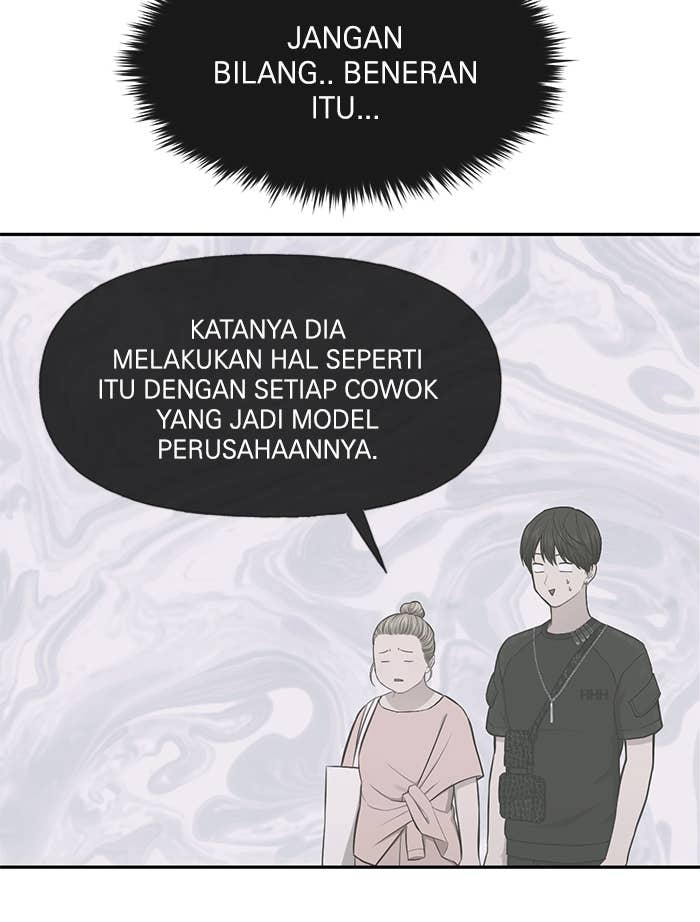 JANGAN
BILANG.. BENERAN
ITU...
KATANYA DIA
MELAKUKAN HAL SEPERTI
ITU DENGAN SETIAP COWOK
YANG JADI MODEL
PERUSAHAANNYA.
HHH